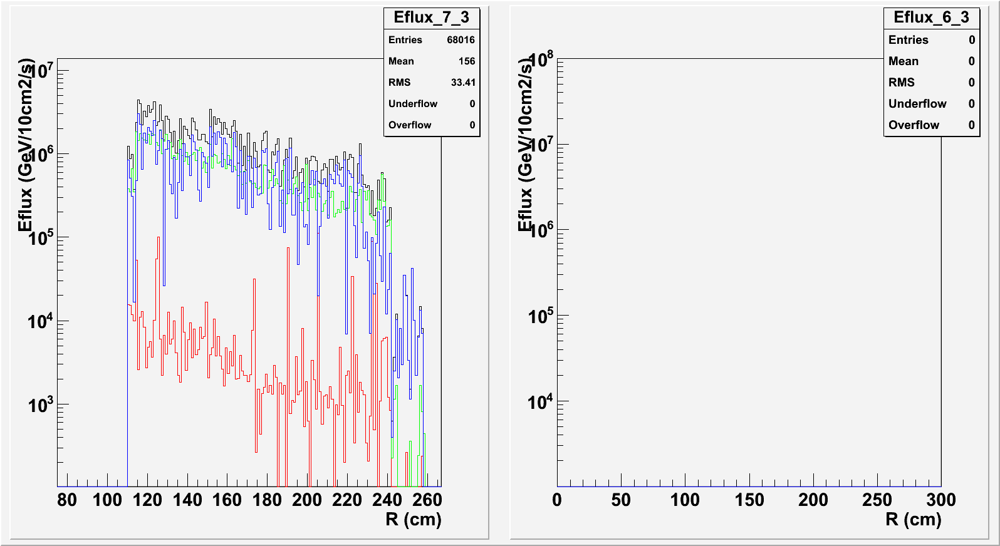 Eflux_7_3
Entries 68016
Mean 156
RMS 33.41
Underflow 0
Overflow 0
Eflux (GeV/10cm2/s)
10^7
10^6
10^5
10^4
10^3
80 100 120 140 160 180 200 220 240 260
R (cm)
Eflux_6_3
Entries 0
Mean 0
RMS 0
Underflow 0
Overflow 0
Eflux (GeV/10cm2/s)
10^8
10^7
10^6
10^5
10^4
0 50 100 150 200 250 300
R (cm)